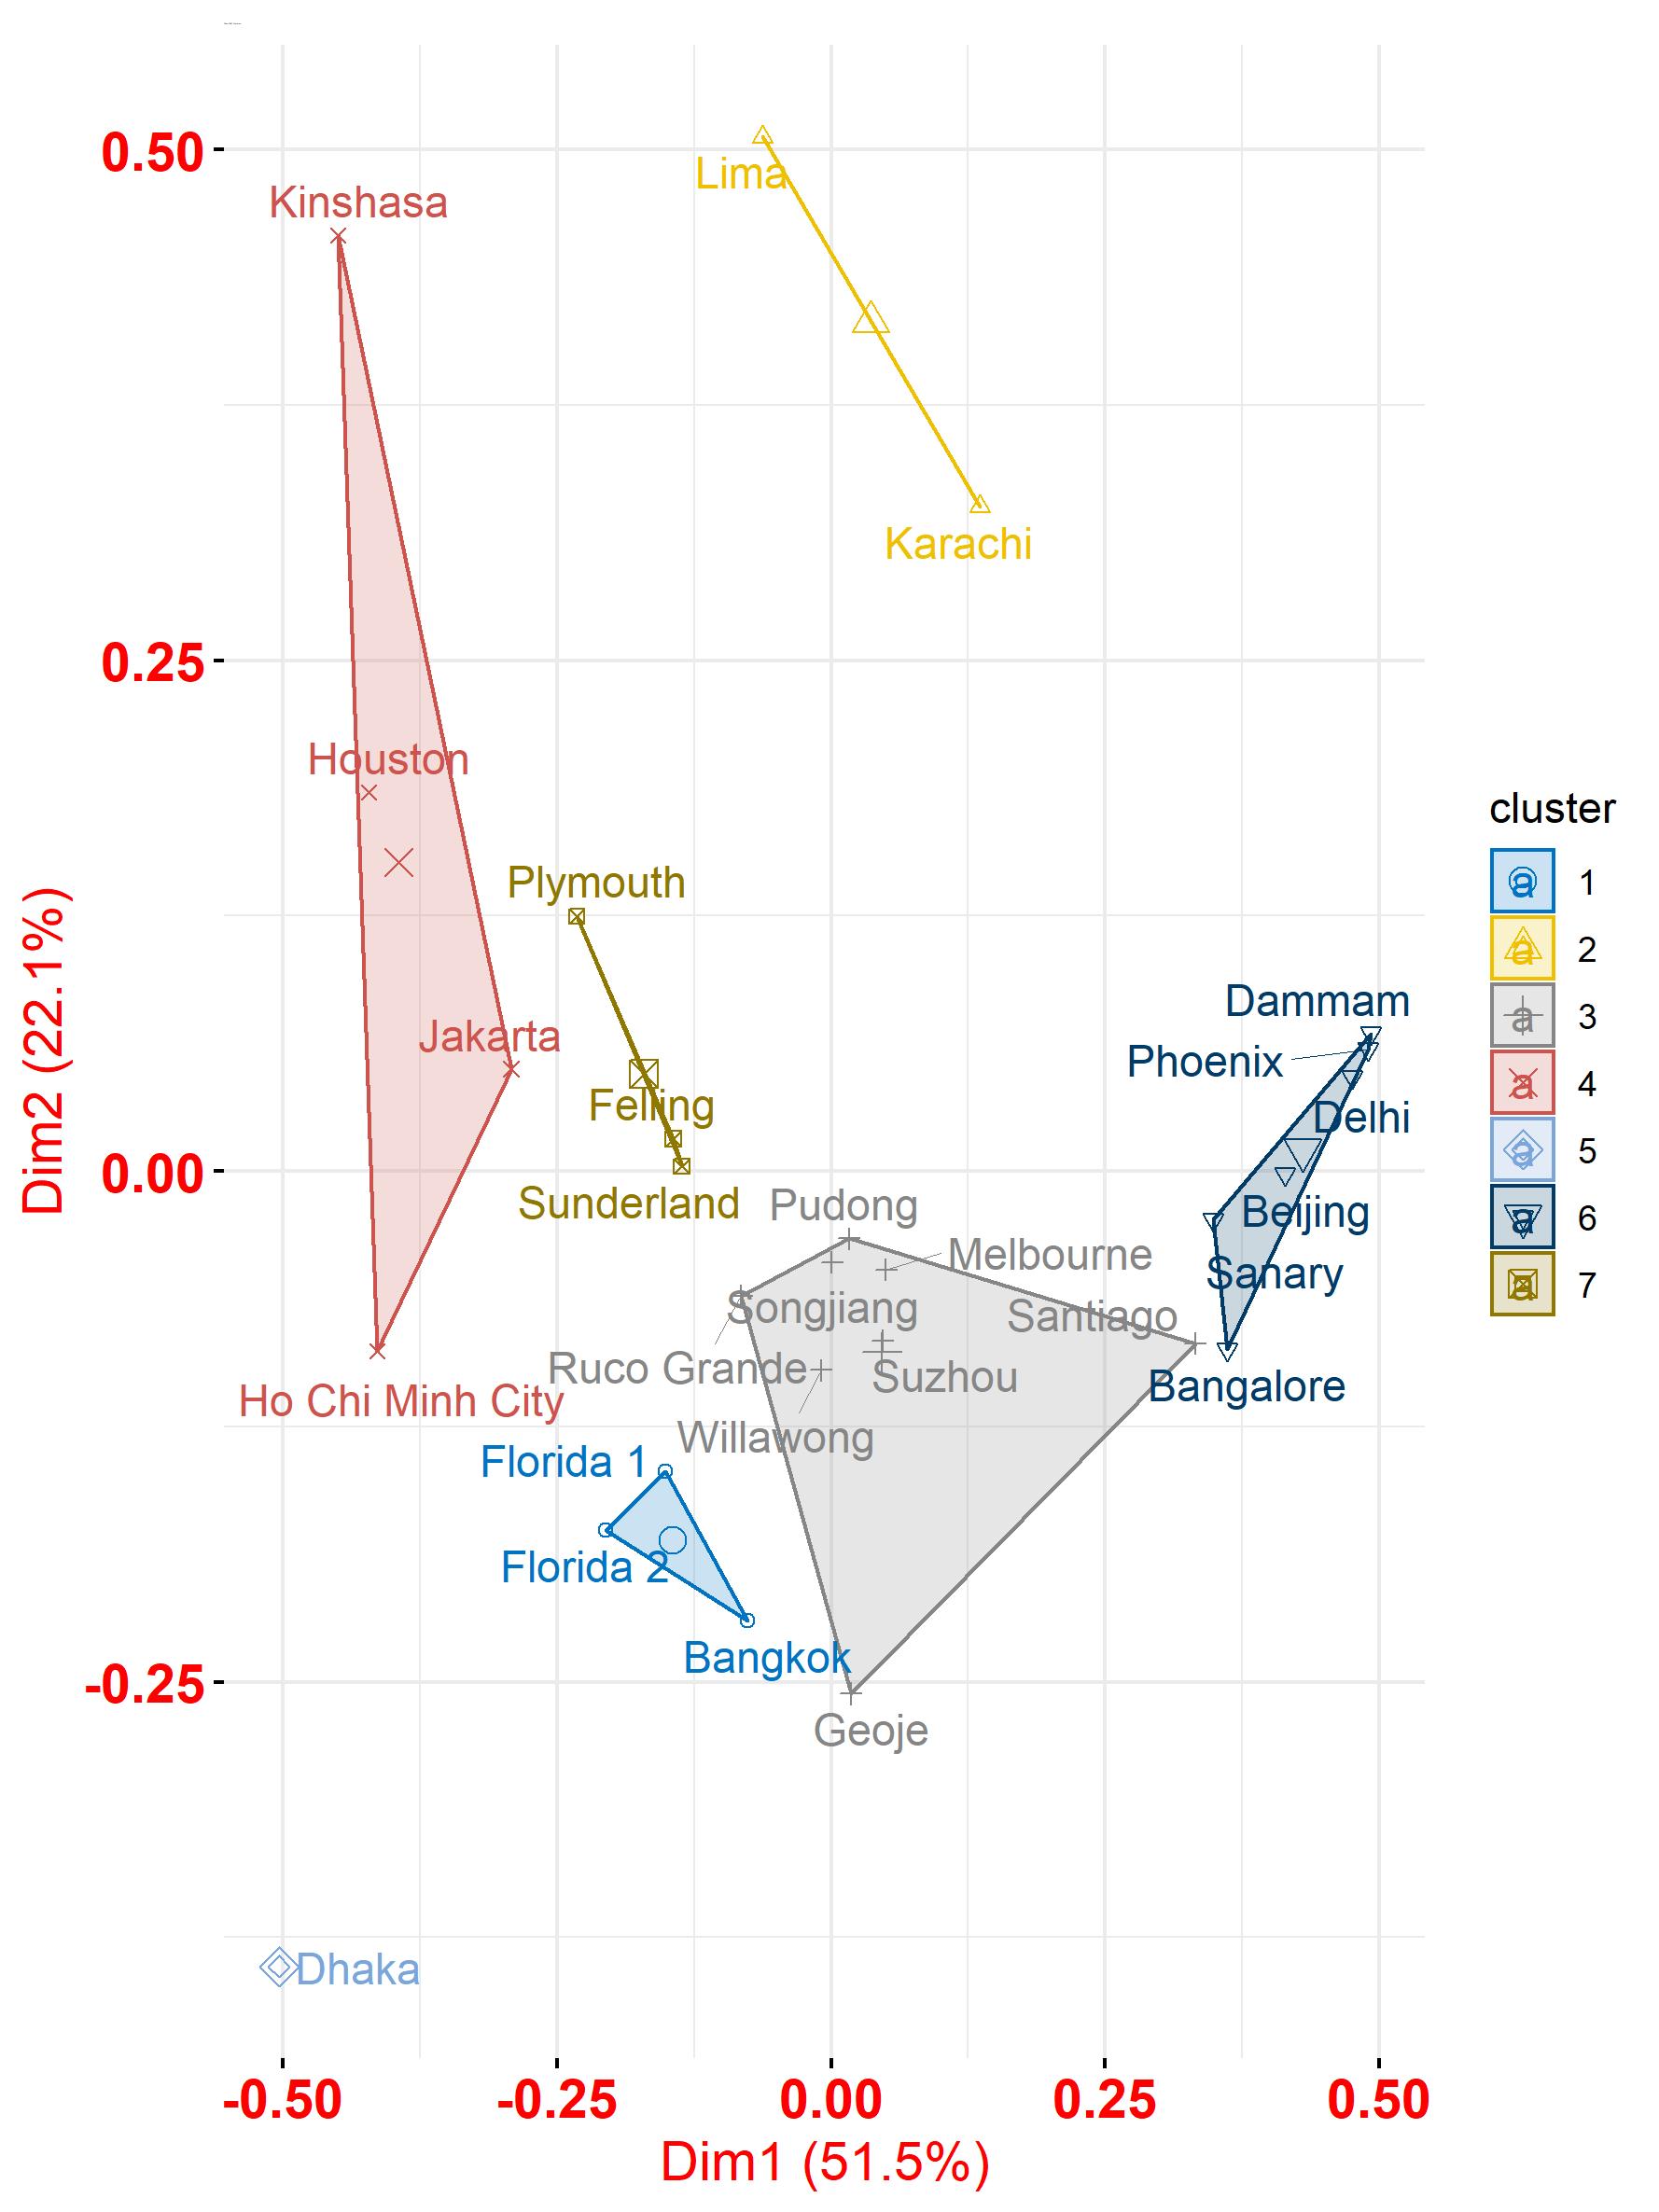 0.50
Lima
Kinshasa
Karachi
0.25
Houston
cluster
Plymouth
a 1
a 2
Dammam
a 3
Jakarta
Phoenix
a 4
Felling
Delhi
a 5
0.00
Sunderland
Pudong
Beijing
a 6
Melbourne
Sanary
a 7
Songjiang
Santiago
Ruco Grande
Suzhou
Bangalore
Ho Chi Minh City
Willawong
Florida 1
Florida 2
Bangkok
-0.25
Geoje
Dhaka
Dim2 (22.1%)
-0.50 -0.25 0.00 0.25 0.50
Dim1 (51.5%)